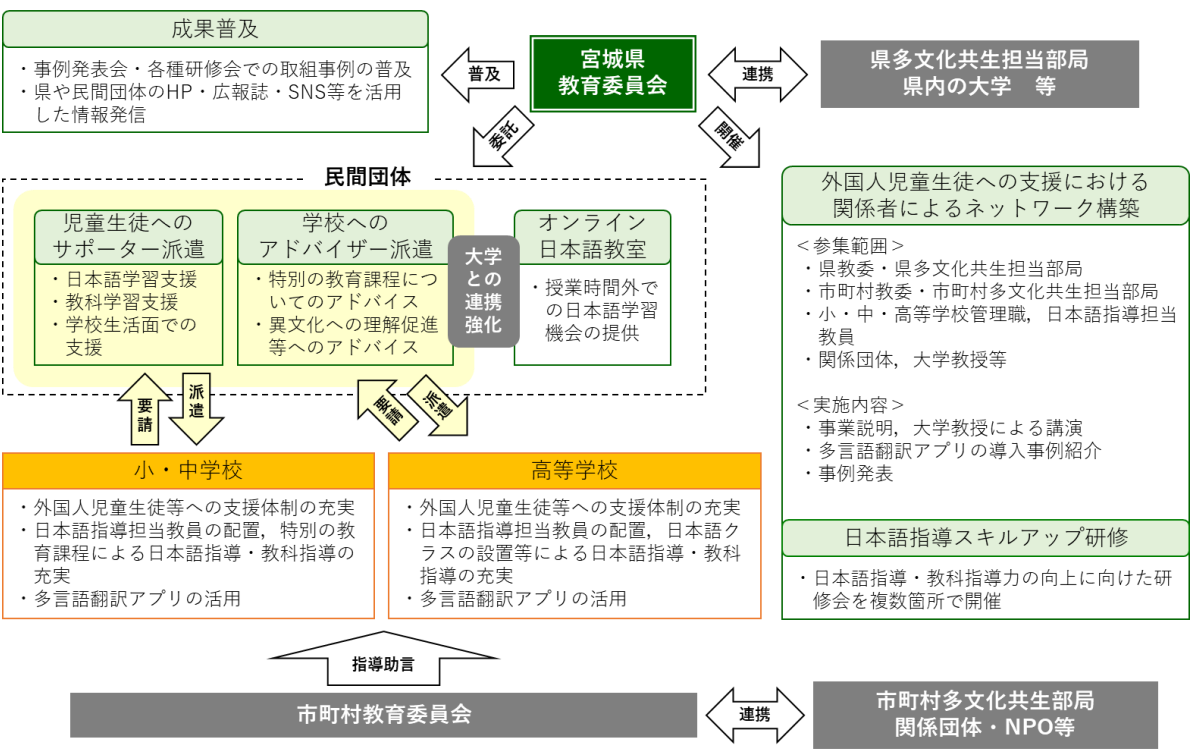 成果普及
・事例発表会・各種研修会での取組事例の普及
・県や民間団体のHP・広報誌・SNS等を活用
した情報発信
普及
宮城県
教育委員会
連携
県多文化共生担当部局
県内の大学　等
委託
開催
民間団体
児童生徒への
サポーター派遣
・日本語学習支援
・教科学習支援
・学校生活面での
支援
学校への
アドバイザー派遣
・特別の教育課程につ
いてのアドバイス
・異文化への理解促進
等へのアドバイス
大学
との
連携
強化
オンライン
日本語教室
・授業時間外で
の日本語学習
機会の提供
外国人児童生徒への支援における
関係者によるネットワーク構築
＜参集範囲＞
・県教委・県多文化共生担当部局
・市町村教委・市町村多文化共生担当部局
・小・中・高等学校管理職，日本語指導担当
教員
・関係団体，大学教授等
＜実施内容＞
・事業説明，大学教授による講演
・多言語翻訳アプリの導入事例紹介
・事例発表
日本語指導スキルアップ研修
・日本語指導・教科指導力の向上に向けた研
修会を複数箇所で開催
要請
派遣
要請
派遣
小・中学校
・外国人児童生徒等への支援体制の充実
・日本語指導担当教員の配置，特別の教
育課程による日本語指導・教科指導の
充実
・多言語翻訳アプリの活用
高等学校
・外国人児童生徒等への支援体制の充実
・日本語指導担当教員の配置，日本語ク
ラスの設置等による日本語指導・教科
指導の充実
・多言語翻訳アプリの活用
指導助言
市町村教育委員会
連携
市町村多文化共生部局
関係団体・NPO等